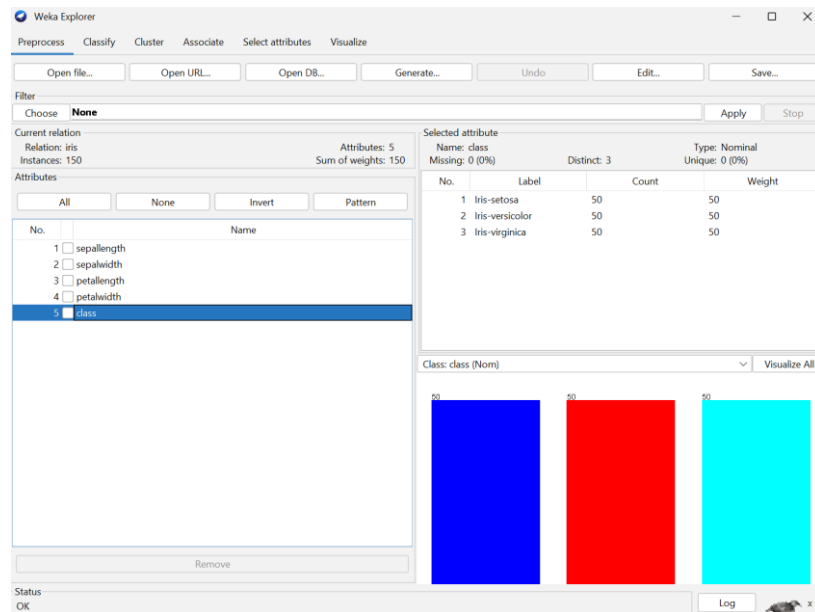 Weka Explorer
Preprocess Classify Cluster Associate Select attributes Visualize
Open file... Open URL... Open DB... Generate... Undo Edit... Save...
Filter
Choose None Apply Stop
Current relation
Relation: iris Attributes: 5
Instances: 150 Sum of weights: 150
Attributes
All None Invert Pattern
No. Name
1 sepallength
2 sepalwidth
3 petallength
4 petalwidth
5 class
Remove
Selected attribute
Name: class Type: Nominal
Missing: 0 (0%) Distinct: 3 Unique: 0 (0%)
No. Label Count Weight
1 Iris-setosa 50 50
2 Iris-versicolor 50 50
3 Iris-virginica 50 50
Class: class (Nom) Visualize All
50 50 50
Status
OK
Log x